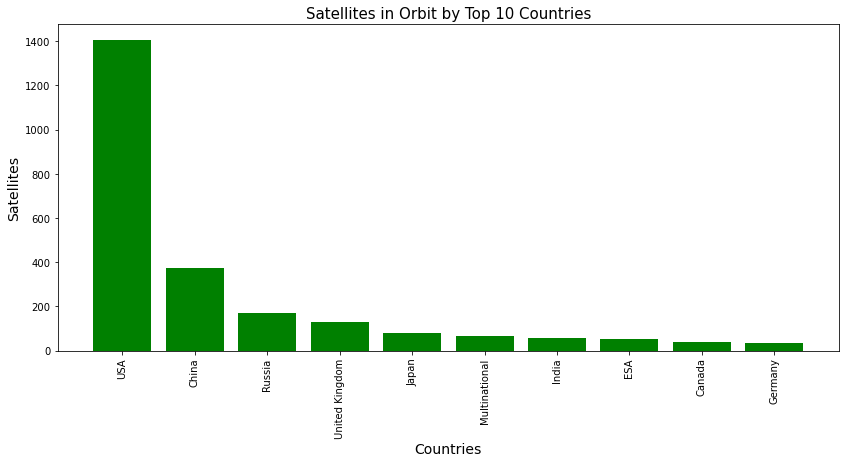 Satellites in Orbit by Top 10 Countries
Satellites
1400
1200
1000
800
600
400
200
0
USA
China
Russia
United Kingdom
Japan
Multinational
India
ESA
Canada
Germany
Countries